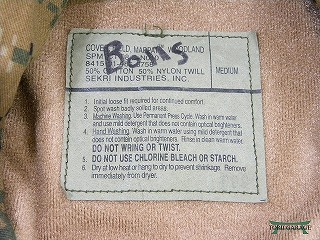 COVER, FIELD, MARPAT, WOODLAND
SPM
8415-01-
50% COTTON 50% NYLON TWILL
SEKRI INDUSTRIES, INC.
MEDIUM
1. Initial loose fit required for continued comfort.
2. Spot wash badly soiled areas.
3. Machine Washing. Use Permanent Press Cycle. Wash in warm water
and use mild detergent that does not contain optical brighteners.
4. Hand Washing. Wash in warm water using mild detergent that
does not contain optical brighteners. Rinse in clean warm water.
DO NOT WRING OR TWIST.
5. DO NOT USE CHLORINE BLEACH OR STARCH.
6. Dry at low heat or hang to dry to prevent shrinkage. Remove
immediately from dryer.